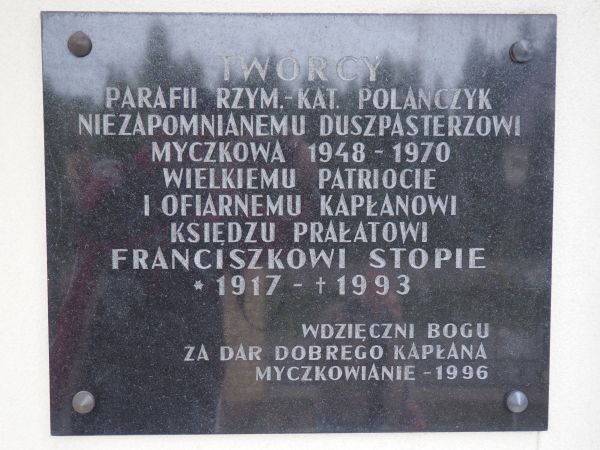 TWÓRCY
PARAFII RZYM.-KAT. POLAŃCZYK
NIEZAPOMNIANEMU DUSZPASTERZOWI
MYCZKOWA 1948 - 1970
WIELKIEMU PATRIOCIE
I OFIARNEMU KAPŁANOWI
KSIĘDZU PRAŁATOWI
FRANCISZKOWI STOPIE
* 1917 - † 1993
WDZIĘCZNI BOGU
ZA DAR DOBREGO KAPŁANA
MYCZKOWIANIE - 1996